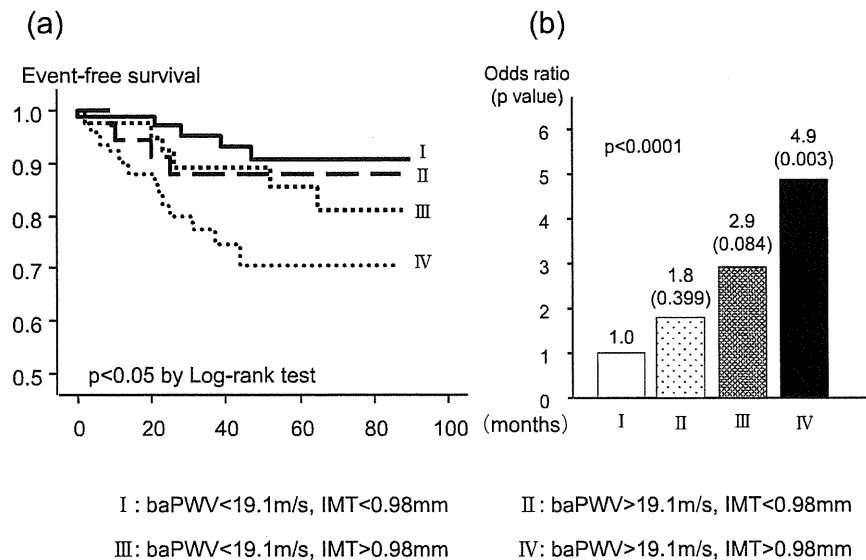 (a)
Event-free survival
1.0
0.9
0.8
0.7
0.6
0.5
Ⅰ
Ⅱ
Ⅲ
Ⅳ
p<0.05 by Log-rank test
0 20 40 60 80 100
(months)
(b)
Odds ratio
(p value)
6
5
4
3
2
1
0
p<0.0001
1.0
1.8
(0.399)
2.9
(0.084)
4.9
(0.003)
Ⅰ Ⅱ Ⅲ Ⅳ
Ⅰ : baPWV<19.1m/s, IMT<0.98mm
Ⅱ : baPWV>19.1m/s, IMT<0.98mm
Ⅲ : baPWV<19.1m/s, IMT>0.98mm
Ⅳ : baPWV>19.1m/s, IMT>0.98mm